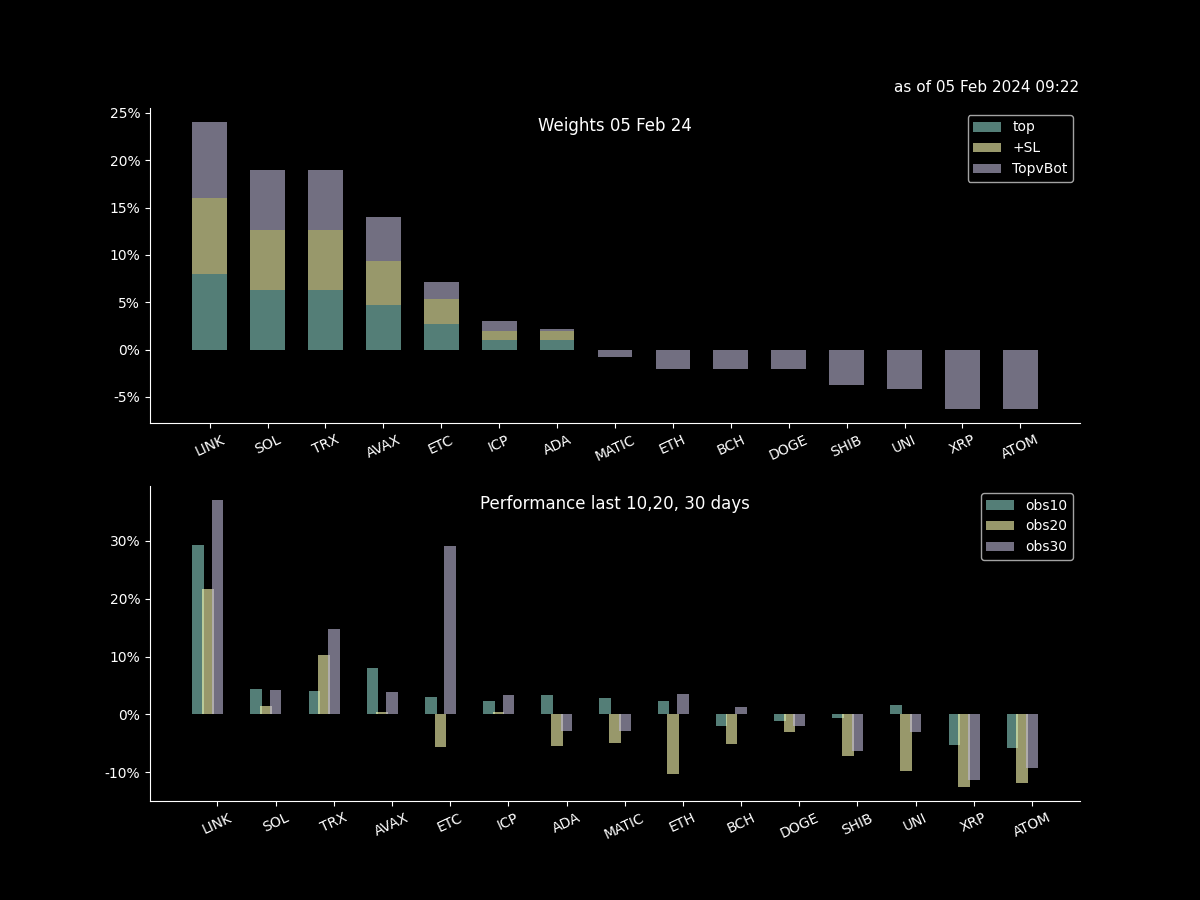 as of 05 Feb 2024 09:22
Weights 05 Feb 24
top
+SL
TopvBot
25%
20%
15%
10%
5%
0%
-5%
LINK SOL TRX AVAX ETC ICP ADA MATIC ETH BCH DOGE SHIB UNI XRP ATOM
Performance last 10,20, 30 days
obs10
obs20
obs30
30%
20%
10%
0%
-10%
LINK SOL TRX AVAX ETC ICP ADA MATIC ETH BCH DOGE SHIB UNI XRP ATOM